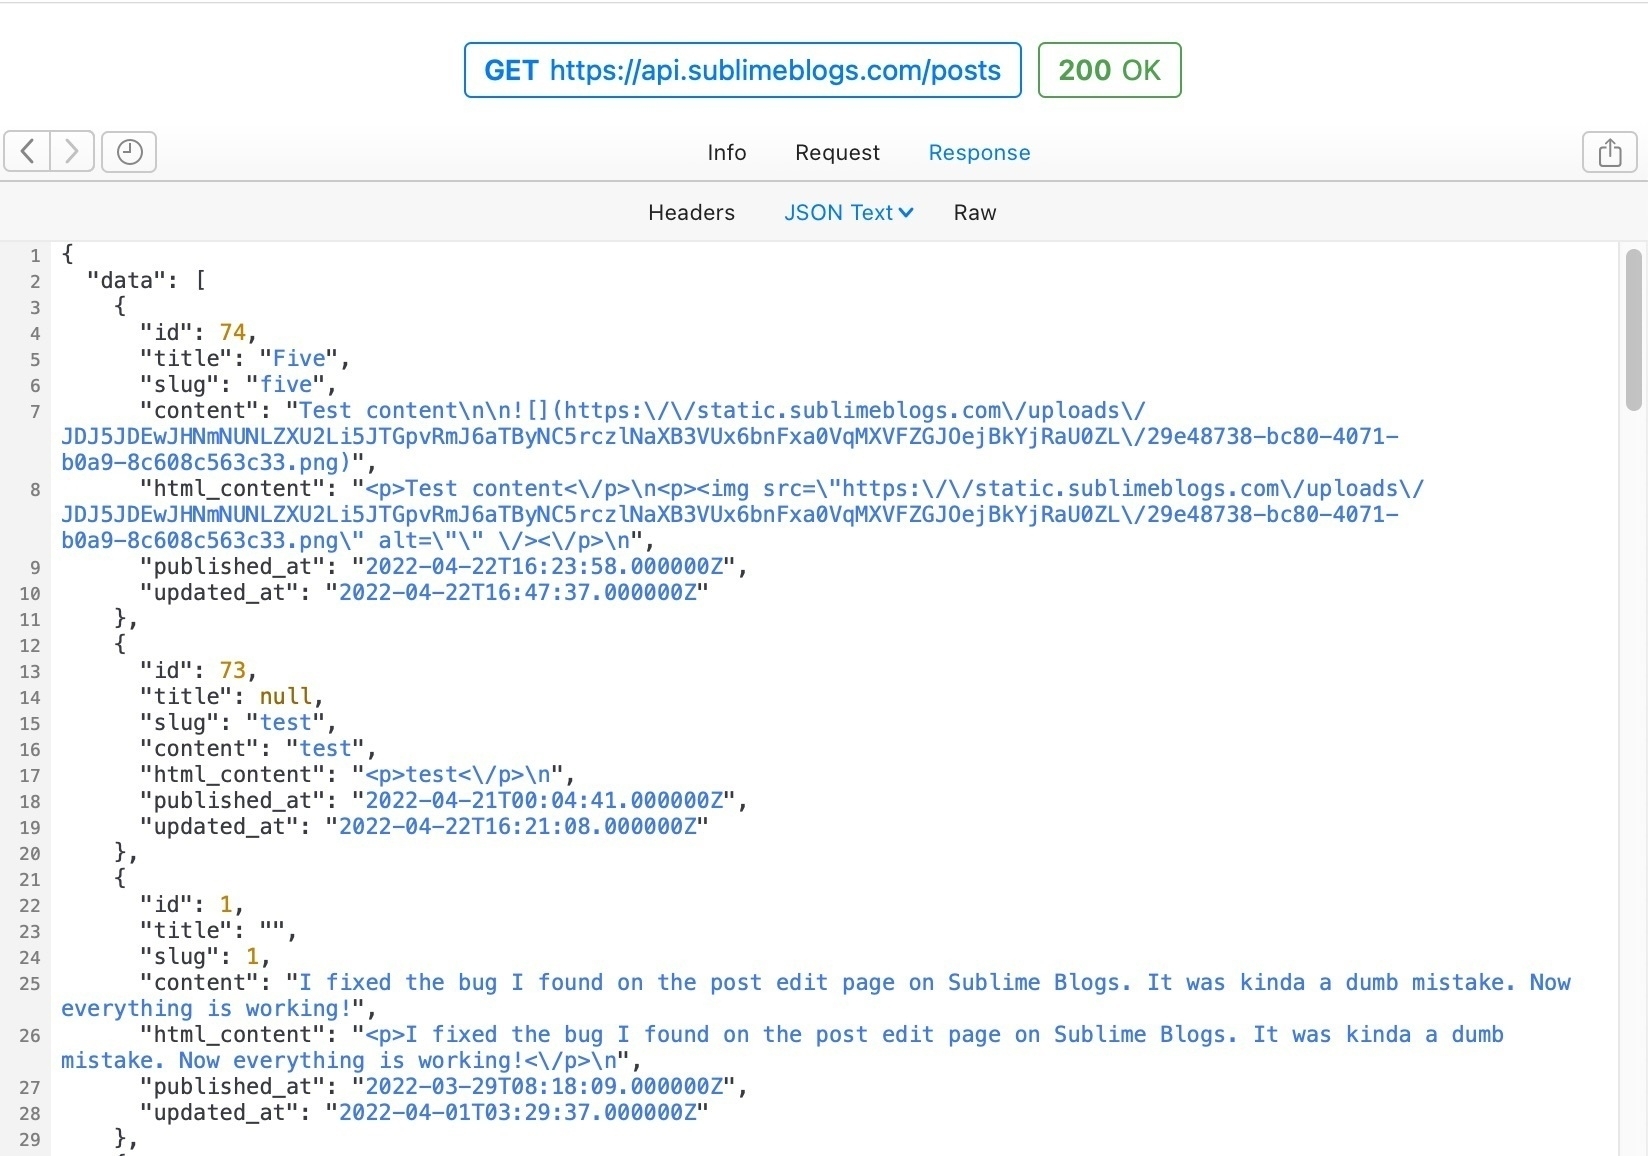 GET https://api.sublimeblogs.com/posts 200 OK
Info Request Response
Headers JSON Text Raw
1 {
2 "data": [
3 {
4 "id": 74,
5 "title": "Five",
6 "slug": "five",
7 "content": "Test content\n\n![](https:\/\/static.sublimeblogs.com\/uploads\/
JDJ5JDEwJHNmNUNLZXU2Li5JTGpvRmJ6aTByNC5rczlNaXB3VUx6bnFxa0VqMXVFZGJOejBkYjRaU0ZL\/29e48738-bc80-4071-
b0a9-8c608c563c33.png)",
8 "html_content": "<p>Test content<\/p>\n<p><img src=\"https:\/\/static.sublimeblogs.com\/uploads\/
JDJ5JDEwJHNmNUNLZXU2Li5JTGpvRmJ6aTByNC5rczlNaXB3VUx6bnFxa0VqMXVFZGJOejBkYjRaU0ZL\/29e48738-bc80-4071-
b0a9-8c608c563c33.png\" alt=\"\" \/><\/p>\n",
9 "published_at": "2022-04-22T16:23:58.000000Z",
10 "updated_at": "2022-04-22T16:47:37.000000Z"
11 },
12 {
13 "id": 73,
14 "title": null,
15 "slug": "test",
16 "content": "test",
17 "html_content": "<p>test<\/p>\n",
18 "published_at": "2022-04-21T00:04:41.000000Z",
19 "updated_at": "2022-04-22T16:21:08.000000Z"
20 },
21 {
22 "id": 1,
23 "title": "",
24 "slug": 1,
25 "content": "I fixed the bug I found on the post edit page on Sublime Blogs. It was kinda a dumb mistake. Now
everything is working!",
26 "html_content": "<p>I fixed the bug I found on the post edit page on Sublime Blogs. It was kinda a dumb
mistake. Now everything is working!<\/p>\n",
27 "published_at": "2022-03-29T08:18:09.000000Z",
28 "updated_at": "2022-04-01T03:29:37.000000Z"
29 },